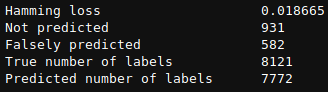 Hamming loss 0.018665
Not predicted 931
Falsely predicted 582
True number of labels 8121
Predicted number of labels 7772